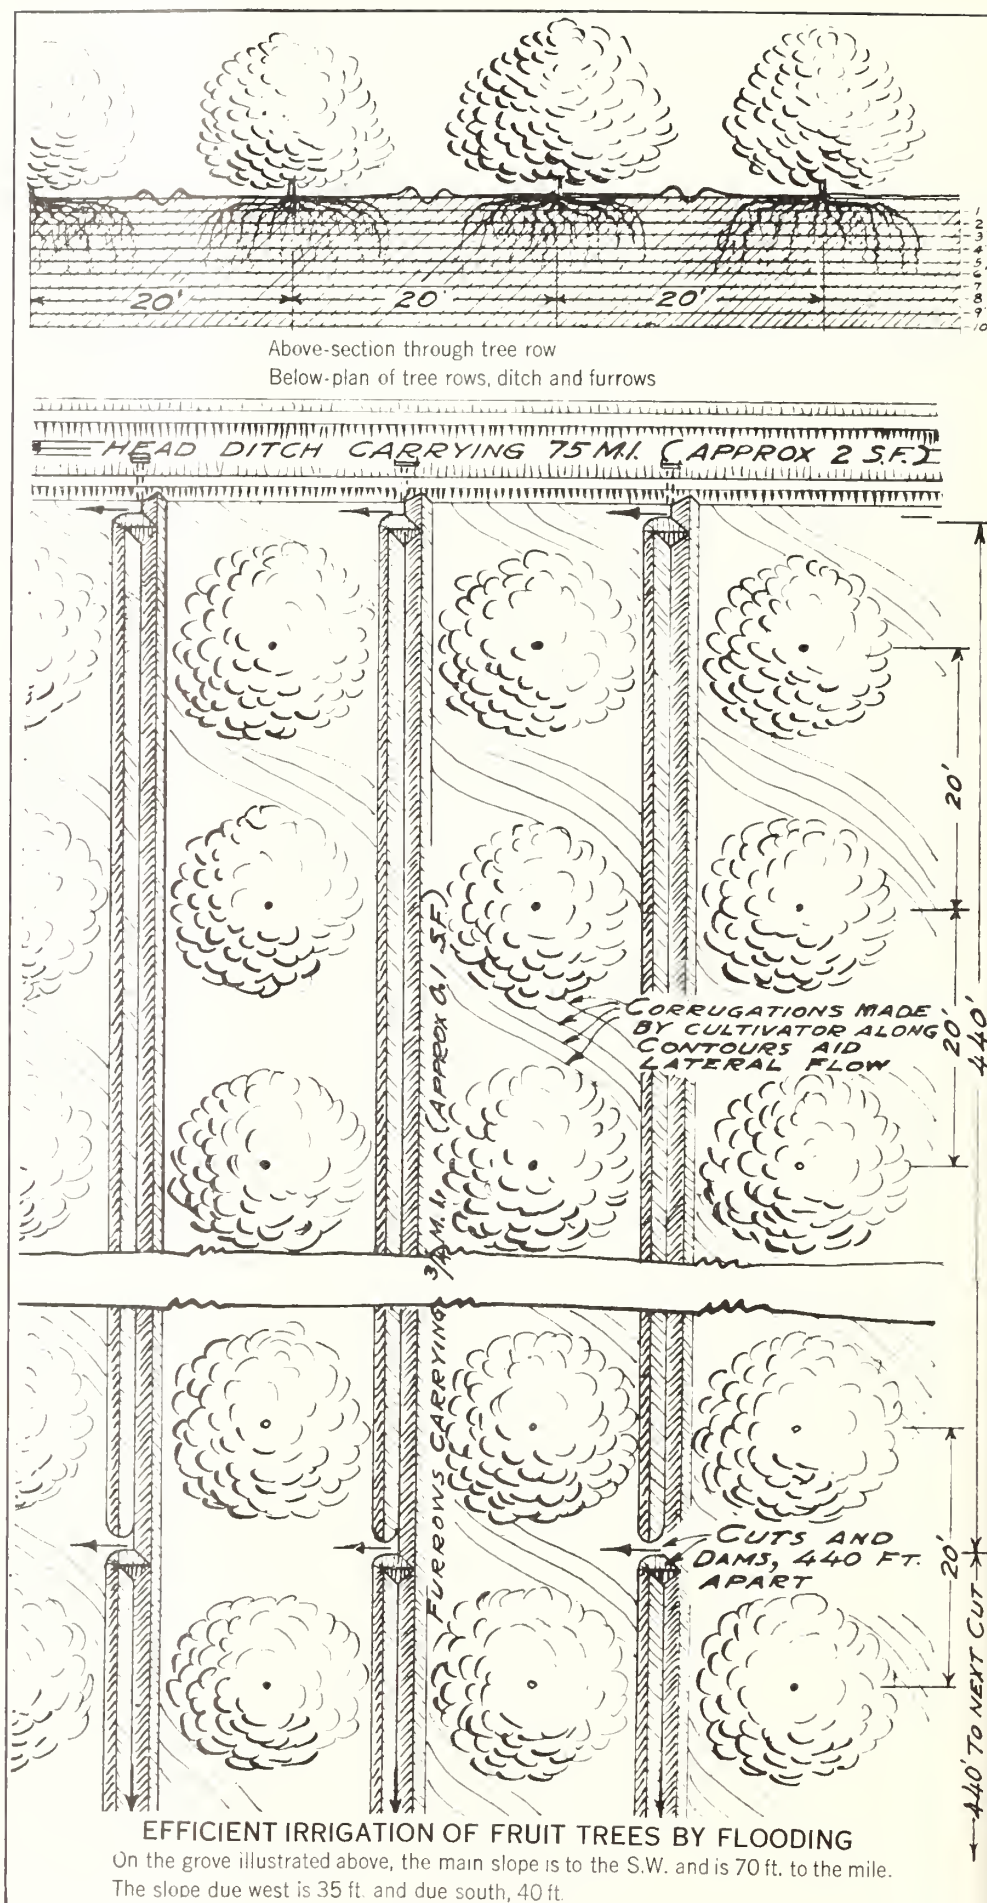 1
2
3
4
5
6
7
8
9
10
20'
20'
20'
Above-section through tree row
Below-plan of tree rows, ditch and furrows
HEAD DITCH CARRYING 75 M.I. (APPROX 2 S.F.)
20'
20'
440'
CORRUGATIONS MADE
BY CULTIVATOR ALONG
CONTOURS AID
LATERAL FLOW
FURROWS CARRYING 3/4 M.I. (APPROX 0.1 S.F.)
CUTS AND
DAMS, 440 FT.
APART
20'
440' TO NEXT CUT
EFFICIENT IRRIGATION OF FRUIT TREES BY FLOODING
On the grove illustrated above, the main slope is to the S.W. and is 70 ft. to the mile.
The slope due west is 35 ft. and due south, 40 ft.